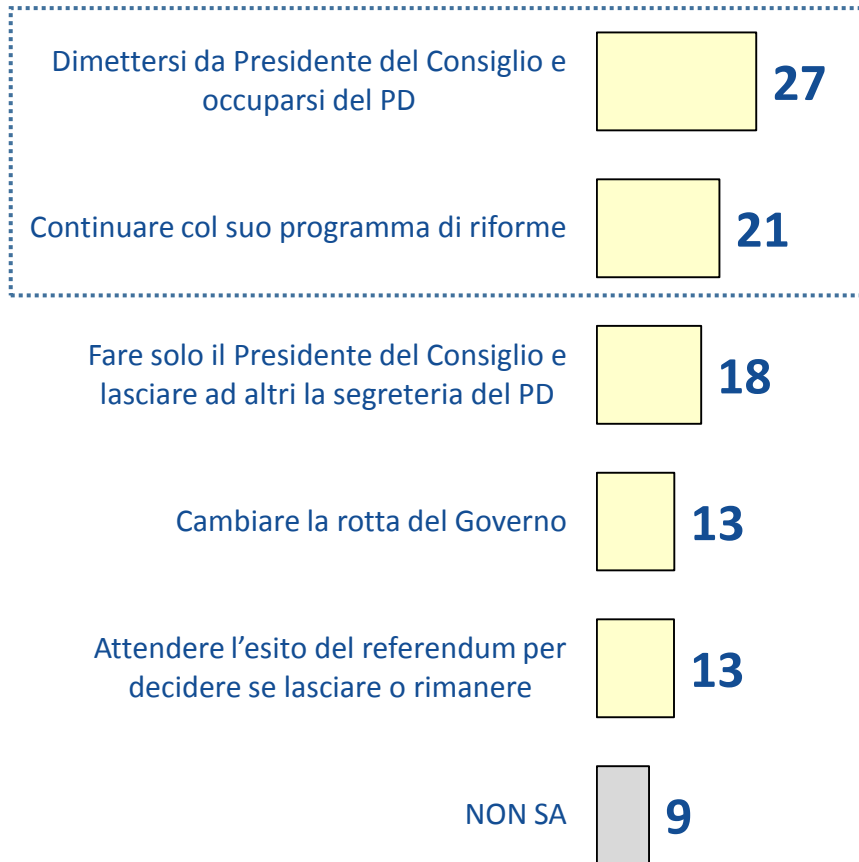 Dimettersi da Presidente del Consiglio e
occuparsi del PD
27
Continuare col suo programma di riforme
21
Fare solo il Presidente del Consiglio e
lasciare ad altri la segreteria del PD
18
Cambiare la rotta del Governo
13
Attendere l’esito del referendum per
decidere se lasciare o rimanere
13
NON SA
9